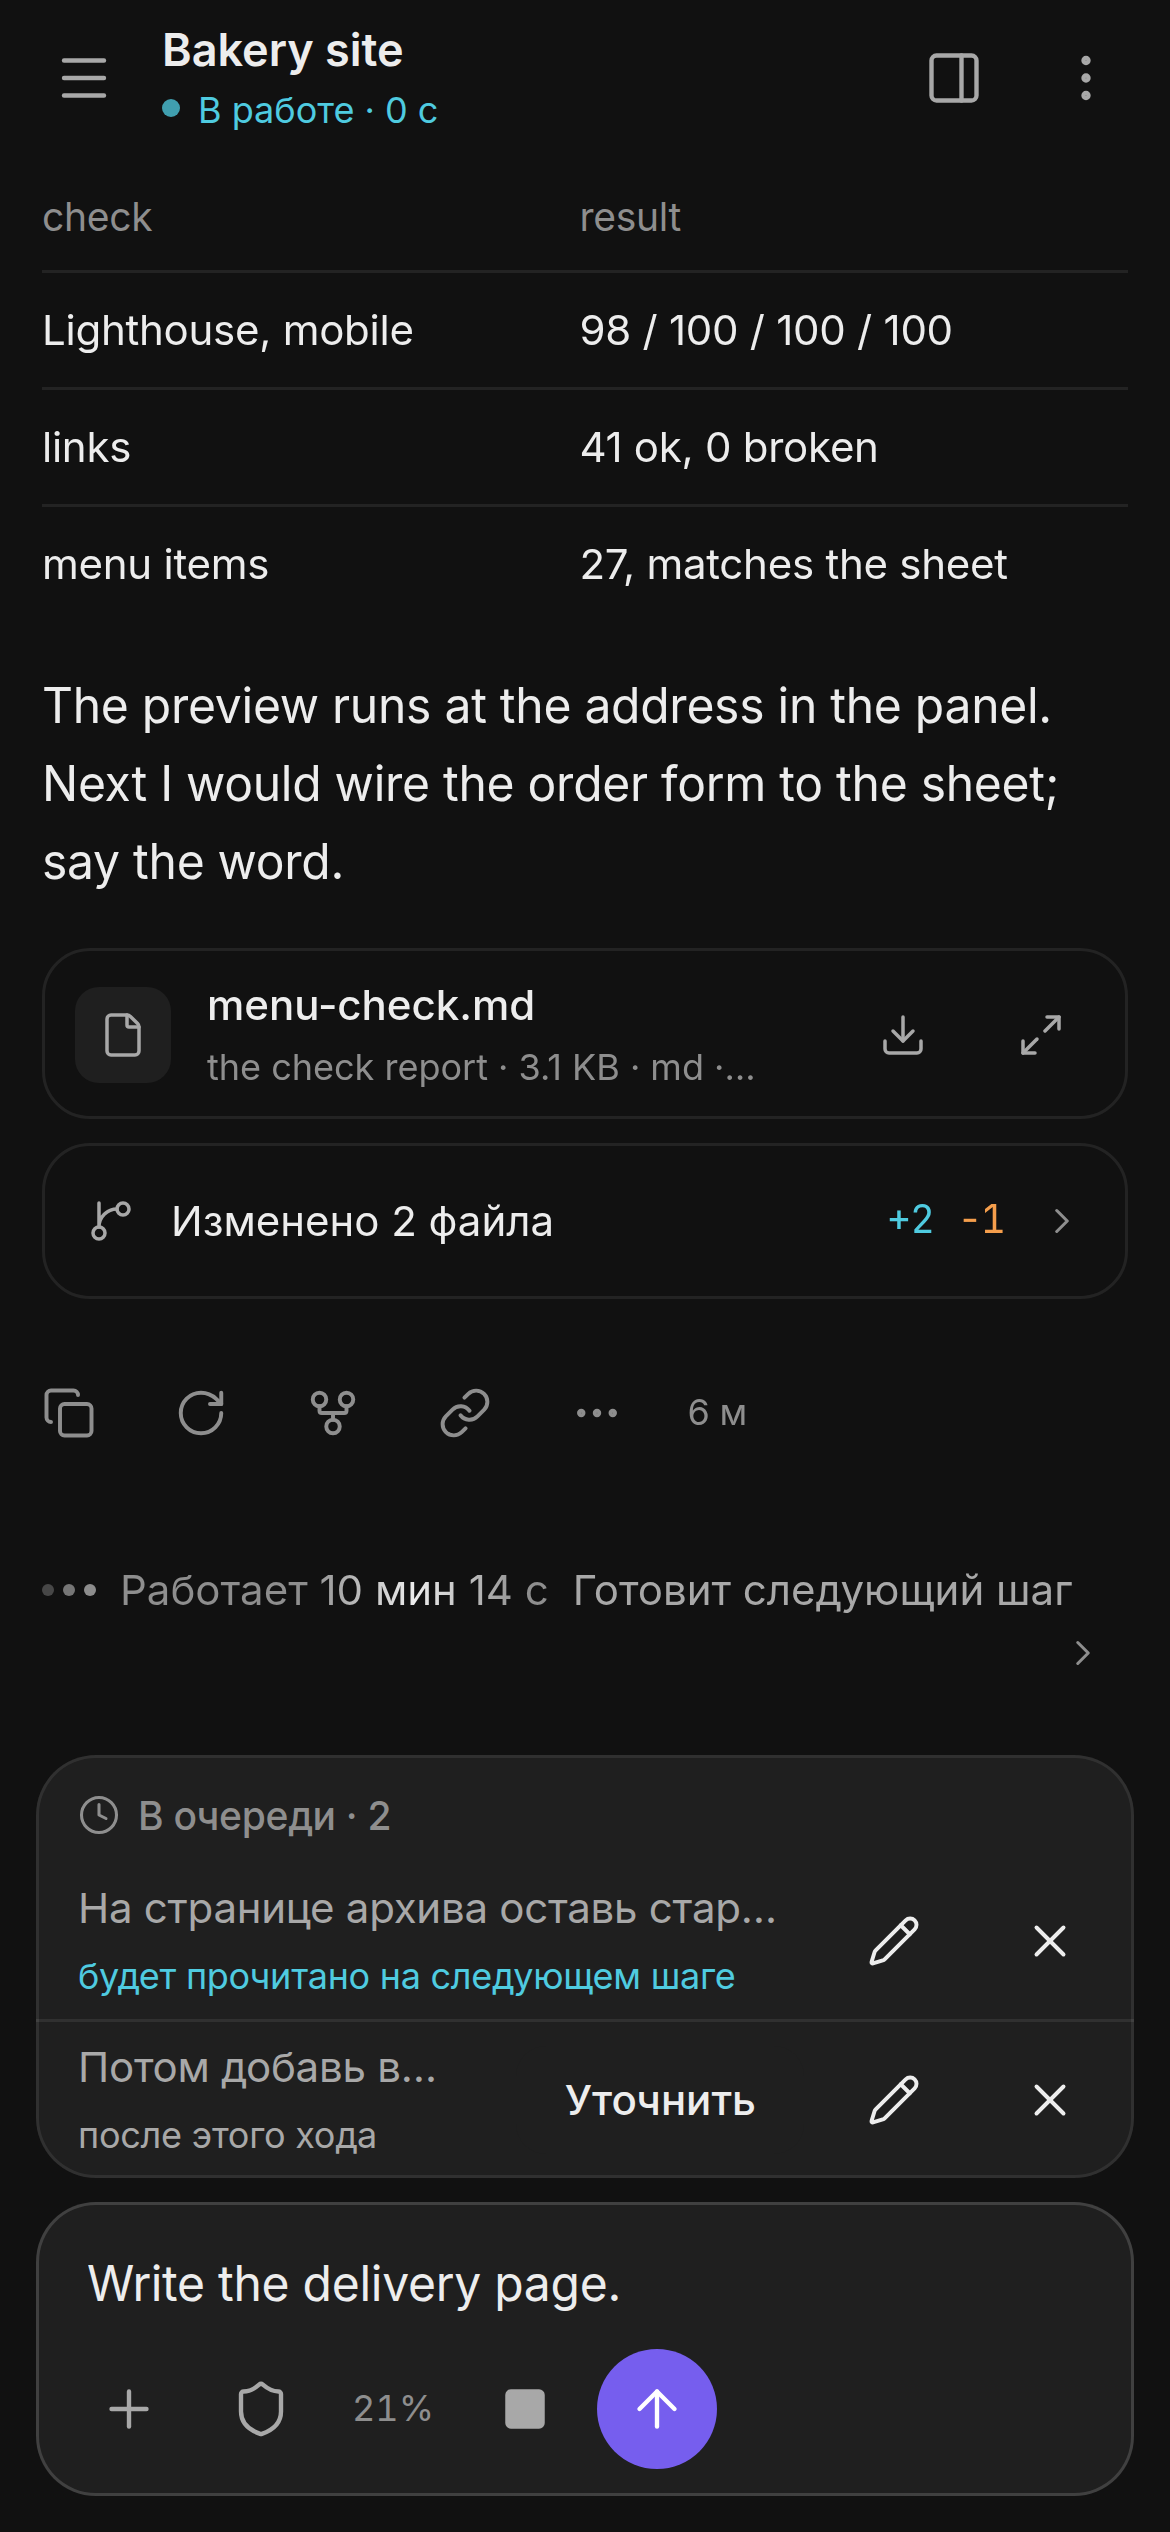 Bakery site
В работе · 0 с
check result
Lighthouse, mobile 98 / 100 / 100 / 100
links 41 ok, 0 broken
menu items 27, matches the sheet
The preview runs at the address in the panel.
Next I would wire the order form to the sheet;
say the word.
menu-check.md
the check report · 3.1 KB · md ·...
Изменено 2 файла +2 -1
6 м
Работает 10 мин 14 с Готовит следующий шаг
В очереди · 2
На странице архива оставь стар...
будет прочитано на следующем шаге
Потом добавь в...
после этого хода
Уточнить
Write the delivery page.
21%